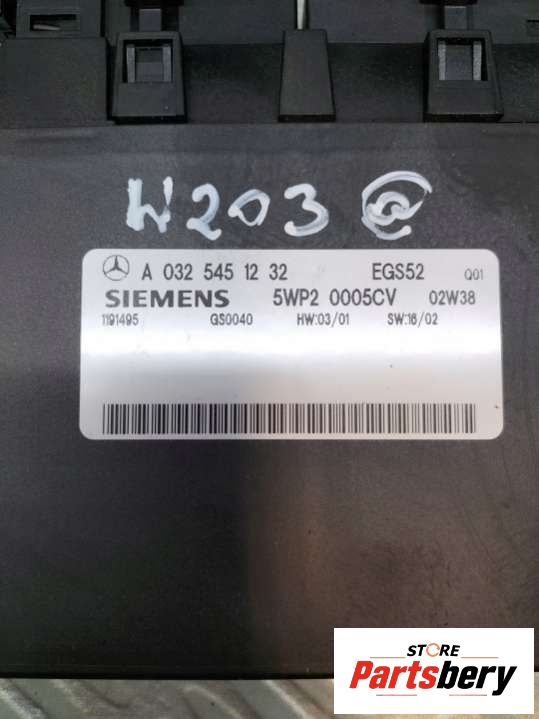 W203 @
A 032 545 12 32 EGS52 Q01
SIEMENS 5WP2 0005CV 02W38
1191495 GS0040 HW:03/01 SW:16/02
STORE
Partsbery